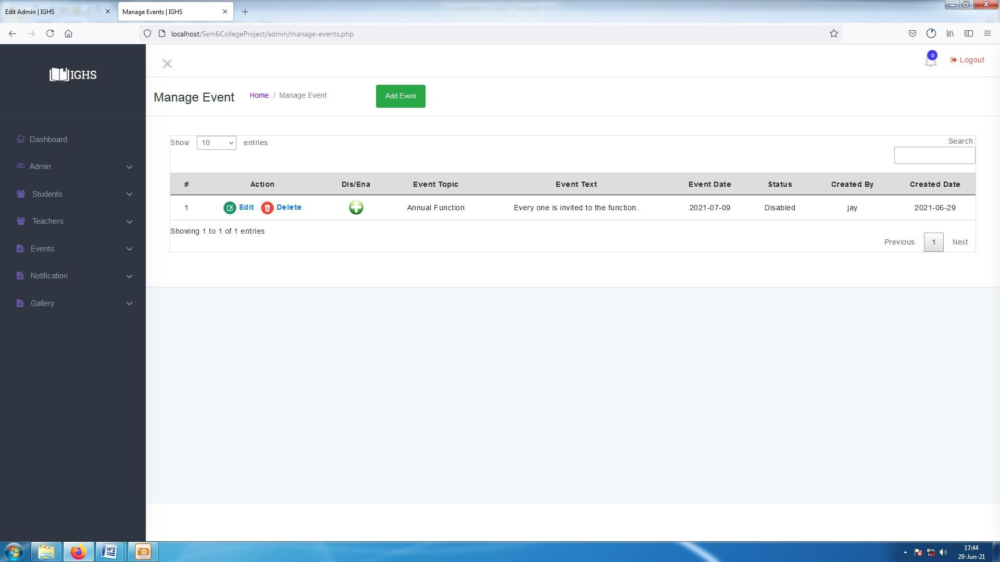 Edit Admin | IGHS
Manage Events | IGHS
localhost/Sem6CollegeProject/admin/manage-events.php
IGHS
0
Logout
Manage Event
Home / Manage Event
Add Event
Dashboard
Admin
Students
Teachers
Events
Notification
Gallery
Show 10 entries
Search:
# Action Dis/Ena Event Topic Event Text Event Date Status Created By Created Date
1 Edit Delete Annual Function Every one is invited to the function. 2021-07-09 Disabled jay 2021-06-29
Showing 1 to 1 of 1 entries
Previous 1 Next
17:44
29-Jun-21